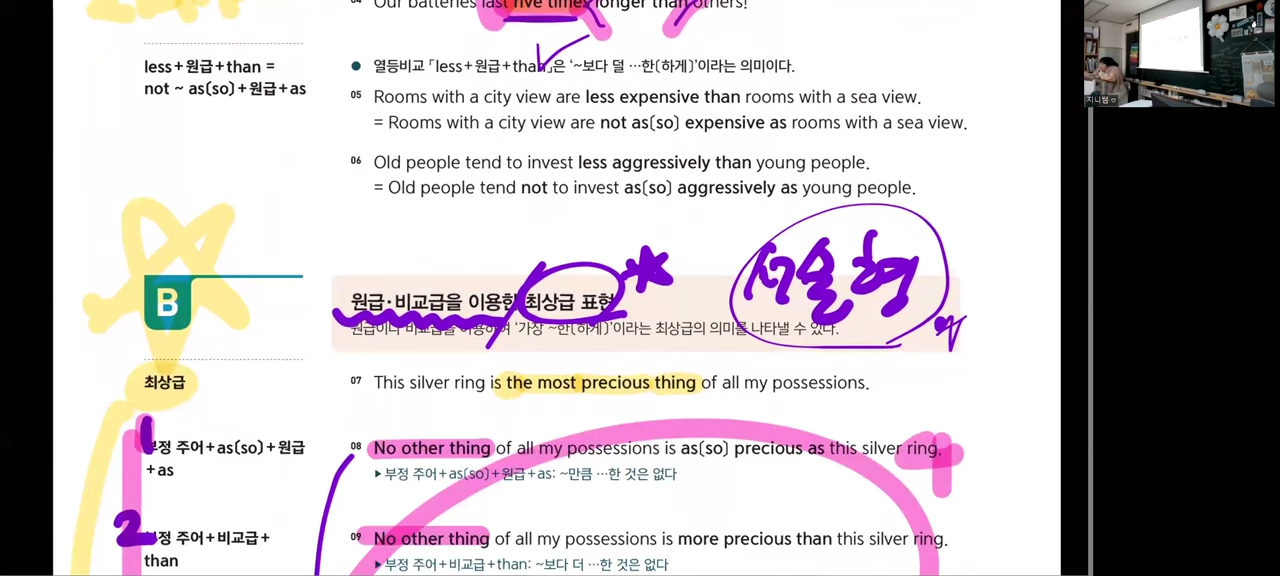 04 Our batteries last five times longer than others!
less+원급+than =
not ~ as(so)+원급+as
● 열등비교 「less+원급+than」은 '~보다 덜 …한(하게)'이라는 의미이다.
05 Rooms with a city view are less expensive than rooms with a sea view.
= Rooms with a city view are not as(so) expensive as rooms with a sea view.
06 Old people tend to invest less aggressively than young people.
= Old people tend not to invest as(so) aggressively as young people.
서술형
B
원급·비교급을 이용한 최상급 표현
원급이나 비교급을 이용하여 '가장 ~한(하게)'이라는 최상급의 의미를 나타낼 수 있다.
최상급
07 This silver ring is the most precious thing of all my possessions.
1
부정 주어+as(so)+원급
+as
08 No other thing of all my possessions is as(so) precious as this silver ring.
▶ 부정 주어+as(so)+원급+as: ~만큼 …한 것은 없다
2
부정 주어+비교급+
than
09 No other thing of all my possessions is more precious than this silver ring.
▶ 부정 주어+비교급+than: ~보다 더 …한 것은 없다
지니쌤